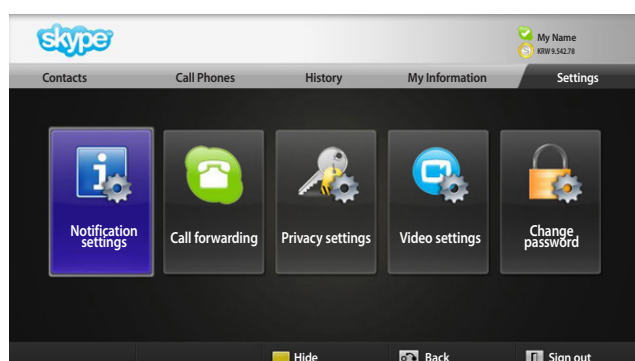 skype
My Name
KRW 9.542.78
Contacts Call Phones History My Information Settings
Notification
settings
Call forwarding
Privacy settings
Video settings
Change
password
Hide Back Sign out